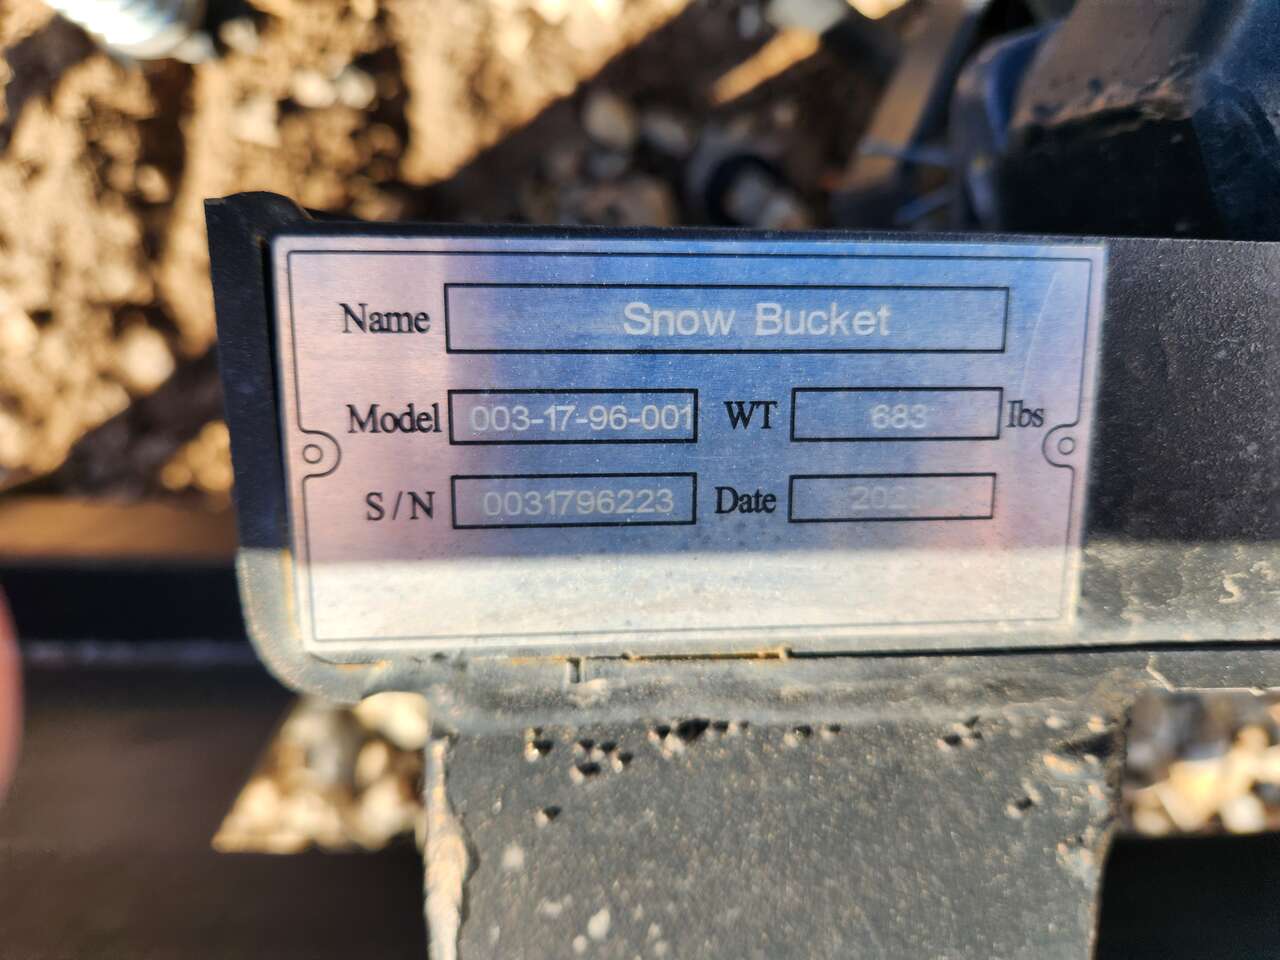 Name Snow Bucket
Model 003-17-96-001 WT 683 lbs
S/N 0031796223 Date